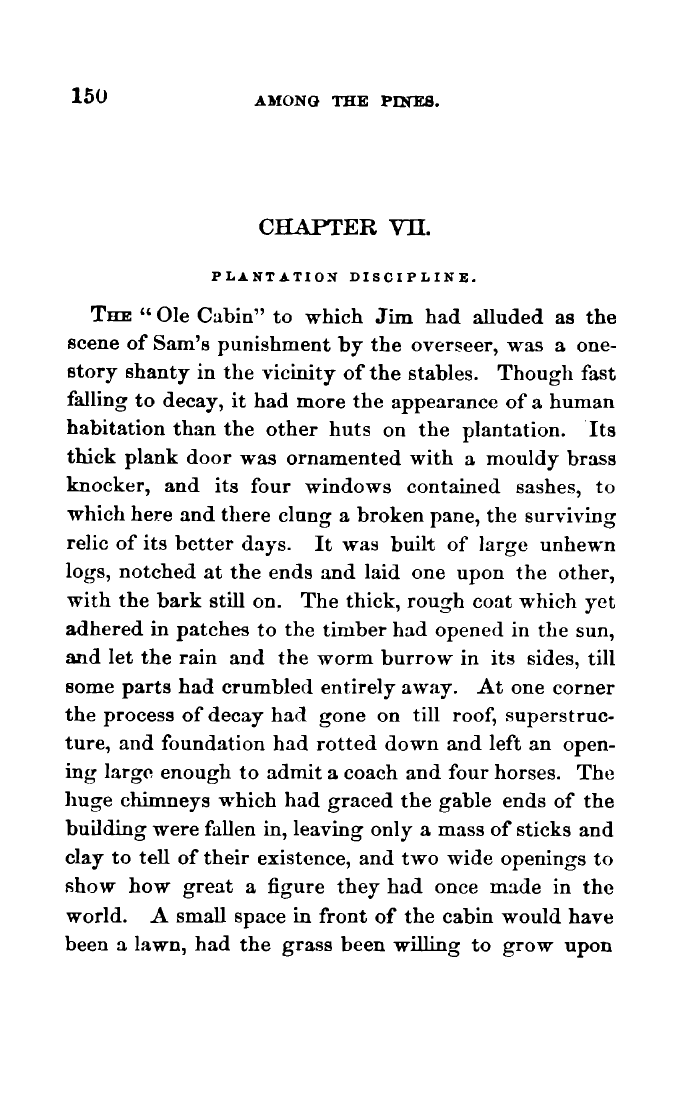 150 AMONG THE PINES.
CHAPTER VII.
PLANTATION DISCIPLINE.
THE “Ole Cabin” to which Jim had alluded as the
scene of Sam's punishment by the overseer, was a one-
story shanty in the vicinity of the stables. Though fast
falling to decay, it had more the appearance of a human
habitation than the other huts on the plantation. Its
thick plank door was ornamented with a mouldy brass
knocker, and its four windows contained sashes, to
which here and there clung a broken pane, the surviving
relic of its better days. It was built of large unhewn
logs, notched at the ends and laid one upon the other,
with the bark still on. The thick, rough coat which yet
adhered in patches to the timber had opened in the sun,
and let the rain and the worm burrow in its sides, till
some parts had crumbled entirely away. At one corner
the process of decay had gone on till roof, superstruc-
ture, and foundation had rotted down and left an open-
ing large enough to admit a coach and four horses. The
huge chimneys which had graced the gable ends of the
building were fallen in, leaving only a mass of sticks and
clay to tell of their existence, and two wide openings to
show how great a figure they had once made in the
world. A small space in front of the cabin would have
been a lawn, had the grass been willing to grow upon